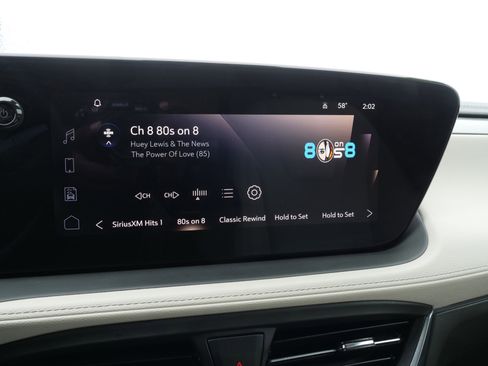 58° 2:02
Ch 8 80s on 8
Huey Lewis & The News
The Power Of Love (85)
80s on 8
◁CH CH▷
< SiriusXM Hits 1 80s on 8 Classic Rewind Hold to Set Hold to Set >